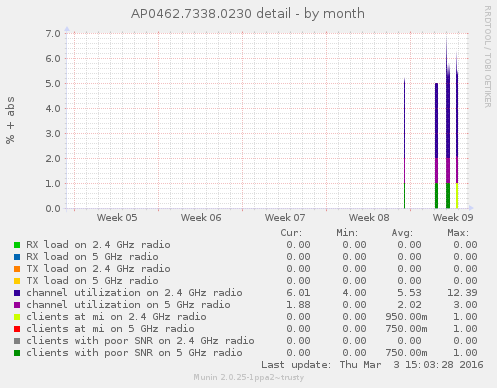 AP0462.7338.0230 detail - by month
RRDTOOL / TOBI OETIKER
% + abs
7.0
6.0
5.0
4.0
3.0
2.0
1.0
0.0
Week 05 Week 06 Week 07 Week 08 Week 09
Cur: Min: Avg: Max:
RX load on 2.4 GHz radio 0.00 0.00 0.00 0.00
RX load on 5 GHz radio 0.00 0.00 0.00 0.00
TX load on 2.4 GHz radio 0.00 0.00 0.00 0.00
TX load on 5 GHz radio 0.00 0.00 0.00 0.00
channel utilization on 2.4 GHz radio 6.01 4.00 5.53 12.39
channel utilization on 5 GHz radio 1.88 0.00 2.02 3.00
clients at mi on 2.4 GHz radio 0.00 0.00 950.00m 1.00
clients at mi on 5 GHz radio 0.00 0.00 750.00m 1.00
clients with poor SNR on 2.4 GHz radio 0.00 0.00 0.00 0.00
clients with poor SNR on 5 GHz radio 0.00 0.00 750.00m 1.00
Last update: Thu Mar 3 15:03:28 2016
Munin 2.0.25-1ppa2~trusty